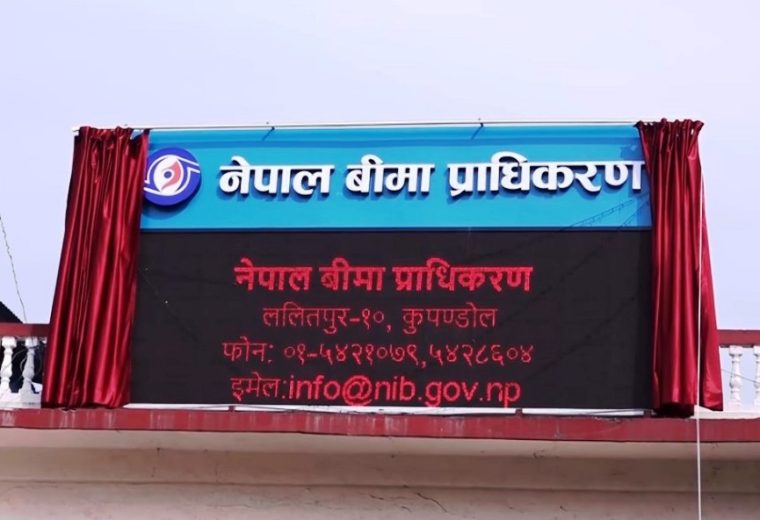 नेपाल बीमा प्राधिकरण
नेपाल बीमा प्राधिकरण
ललितपुर-१०, कुपण्डोल
फोन: ०१-५४२१०७९,५४२८६०४
इमेल:info@nib.gov.np